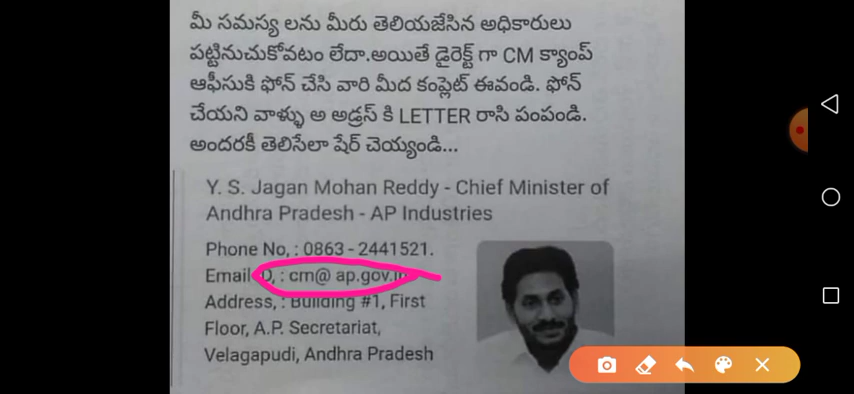 మీ సమస్య లను మీరు తెలియజేసిన అధికారులు
పట్టినుచుకోవటం లేదా.అయితే డైరెక్ట్ గా CM క్యాంప్
ఆఫీసుకి ఫోన్ చేసి వారి మీద కంప్లైట్ ఈవండి. ఫోన్
చేయని వాళ్ళు అ అడ్రస్ కి LETTER రాసి పంపండి.
అందరకీ తెలిసేలా షేర్ చెయ్యండి...
Y. S. Jagan Mohan Reddy - Chief Minister of
Andhra Pradesh - AP Industries
Phone No, : 0863 - 2441521.
Email D, : cm@ ap.gov.in
Address, : Building #1, First
Floor, A.P. Secretariat,
Velagapudi, Andhra Pradesh